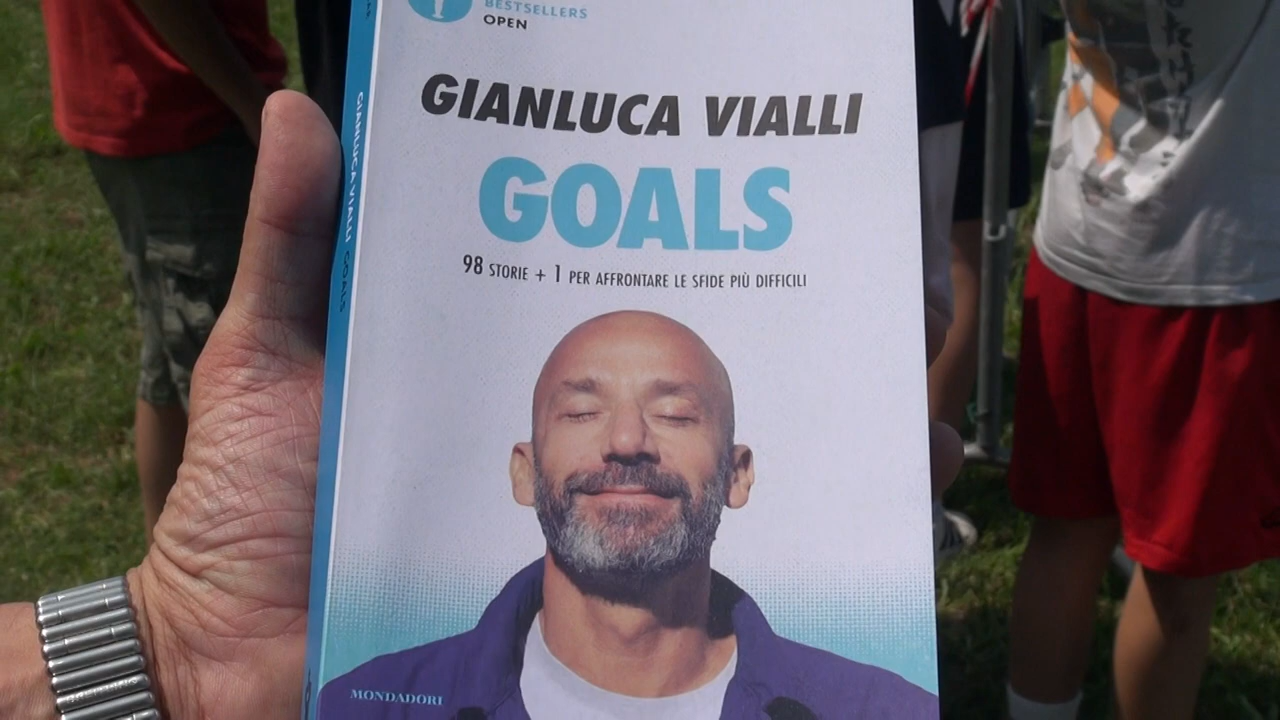 BESTSELLERS
OPEN
GIANLUCA VIALLI
GOALS
98 STORIE + 1 PER AFFRONTARE LE SFIDE PIÙ DIFFICILI
MONDADORI
GIANLUCA VIALLI GOALS